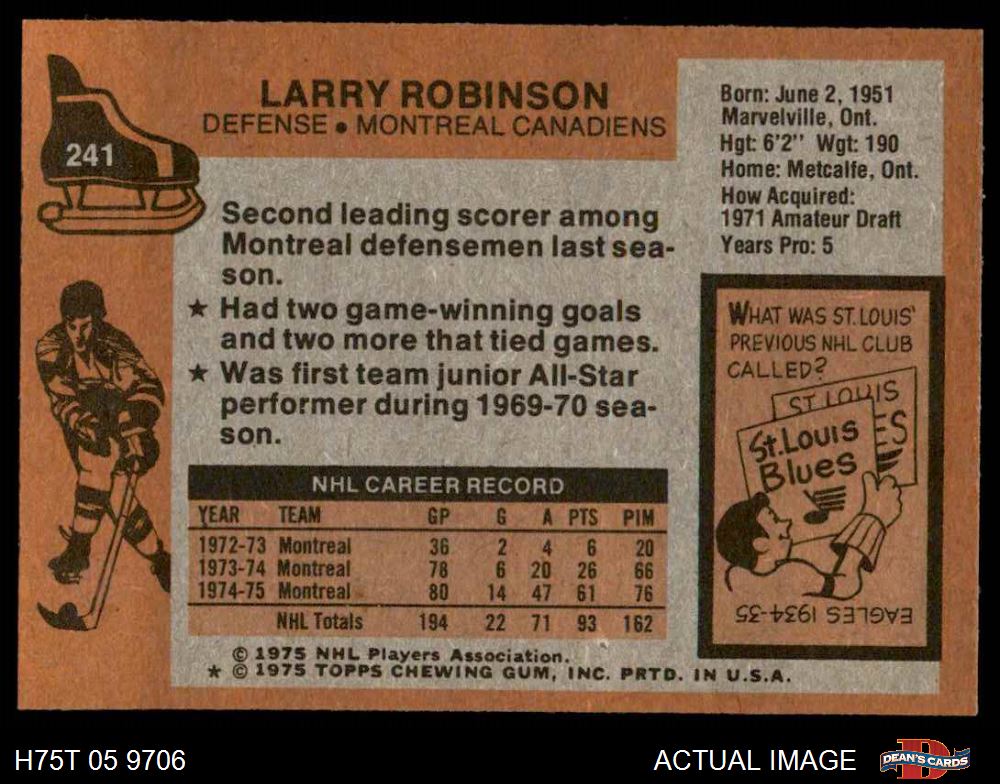 241
LARRY ROBINSON
DEFENSE • MONTREAL CANADIENS
Second leading scorer among
Montreal defensemen last sea-
son.
★ Had two game-winning goals
and two more that tied games.
★ Was first team junior All-Star
performer during 1969-70 sea-
son.
NHL CAREER RECORD
YEAR TEAM GP G A PTS PIM
1972-73 Montreal 36 2 4 6 20
1973-74 Montreal 78 6 20 26 66
1974-75 Montreal 80 14 47 61 76
NHL Totals 194 22 71 93 162
© 1975 NHL Players Association.
★ © 1975 TOPPS CHEWING GUM, INC. PRTD. IN U.S.A.
Born: June 2, 1951
Marvelville, Ont.
Hgt: 6'2" Wgt: 190
Home: Metcalfe, Ont.
How Acquired:
1971 Amateur Draft
Years Pro: 5
WHAT WAS ST. LOUIS'
PREVIOUS NHL CLUB
CALLED?
ST LOUIS
ES
St. Louis
Blues
EAGLES 1934-35
H75T 05 9706
ACTUAL IMAGE
D
DEAN'S CARDS